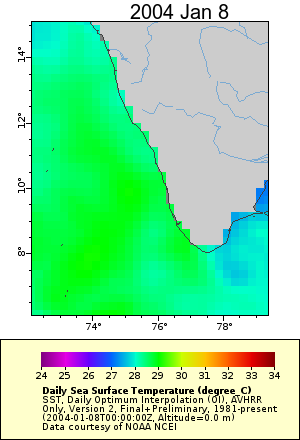 2004 Jan 8
14°
12°
10°
8°
74° 76° 78°
24 25 26 27 28 29 30 31 32 33 34
Daily Sea Surface Temperature (degree_C)
SST, Daily Optimum Interpolation (OI), AVHRR
Only, Version 2, Final+Preliminary, 1981-present
(2004-01-08T00:00:00Z, Altitude=0.0 m)
Data courtesy of NOAA NCEI